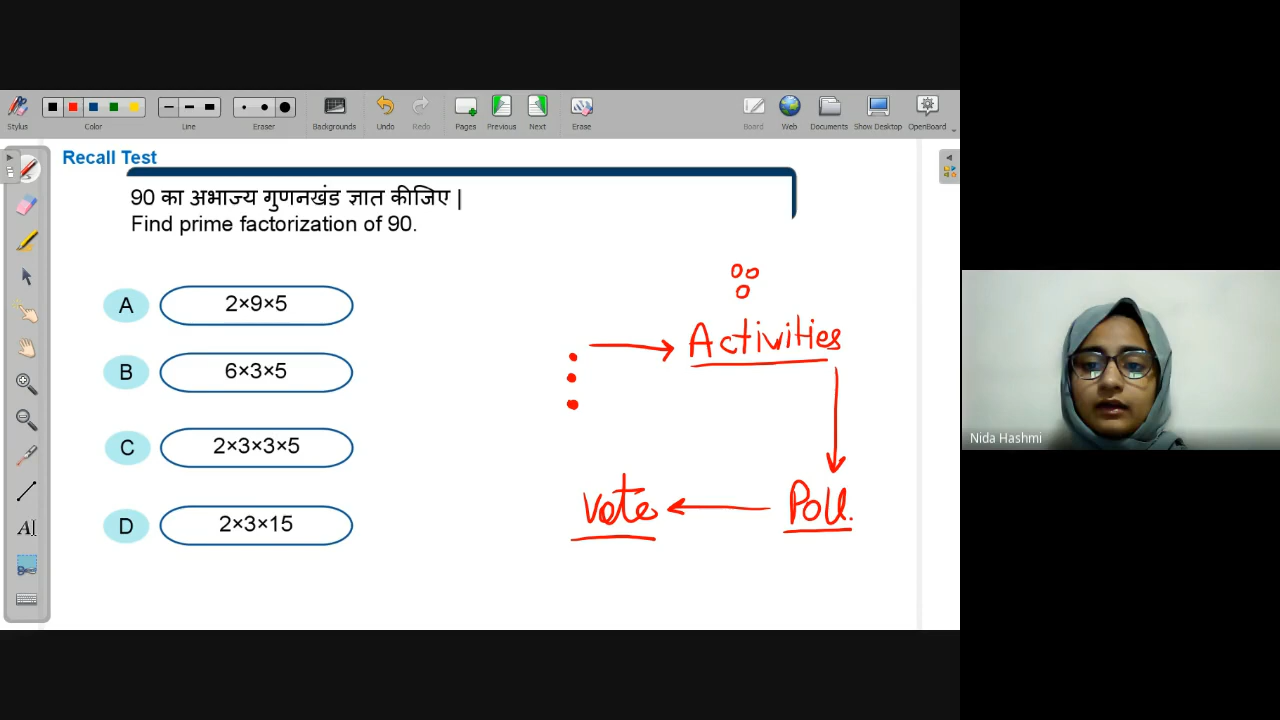 Stylus
Color
Line
Eraser
Backgrounds
Undo
Redo
Pages
Previous
Next
Erase
Board
Web
Documents
Show Desktop
OpenBoard
Recall Test
90 का अभाज्य गुणनखंड ज्ञात कीजिए |
Find prime factorization of 90.
A 2×9×5
B 6×3×5
C 2×3×3×5
D 2×3×15
Activities
Poll.
Vote
Nida Hashmi